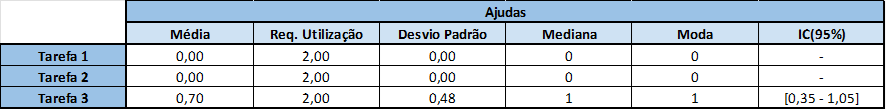 Ajudas
Média Req. Utilização Desvio Padrão Mediana Moda IC(95%)
Tarefa 1 0,00 2,00 0,00 0 0 -
Tarefa 2 0,00 2,00 0,00 0 0 -
Tarefa 3 0,70 2,00 0,48 1 1 [0,35 - 1,05]